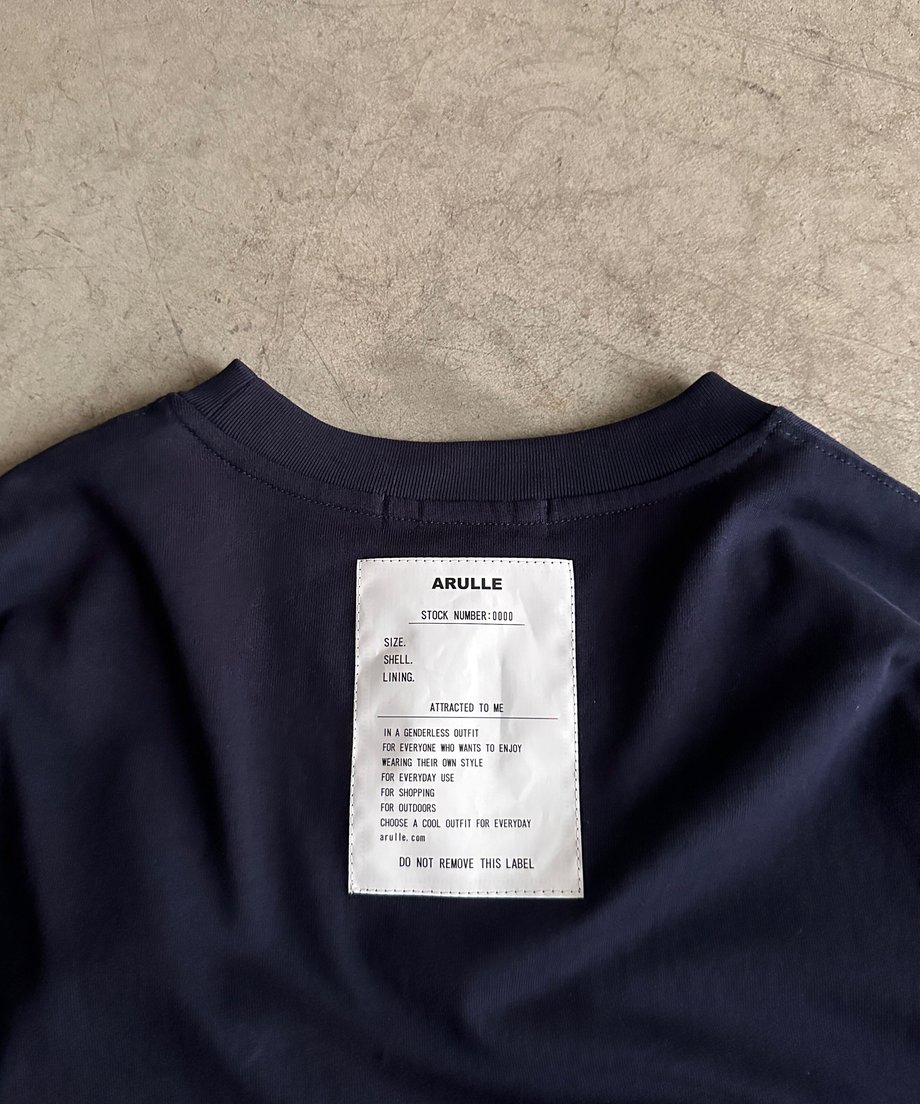 ARULLE
STOCK NUMBER:0000
SIZE.
SHELL.
LINING.
ATTRACTED TO ME
IN A GENDERLESS OUTFIT
FOR EVERYONE WHO WANTS TO ENJOY
WEARING THEIR OWN STYLE
FOR EVERYDAY USE
FOR SHOPPING
FOR OUTDOORS
CHOOSE A COOL OUTFIT FOR EVERYDAY
arulle.com
DO NOT REMOVE THIS LABEL